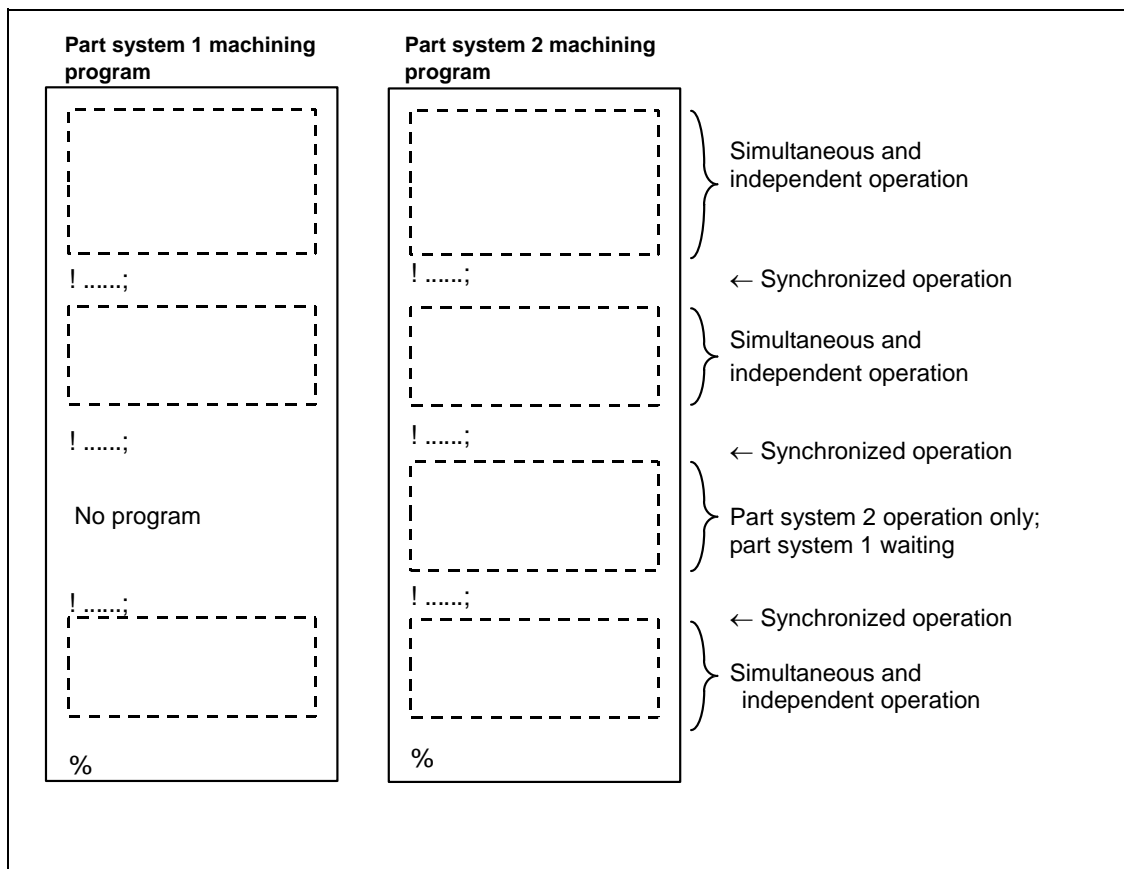 Part system 1 machining
program
Part system 2 machining
program
Simultaneous and
independent operation
! ......;
! ......;
← Synchronized operation
Simultaneous and
independent operation
! ......;
! ......;
← Synchronized operation
No program
Part system 2 operation only;
part system 1 waiting
! ......;
! ......;
← Synchronized operation
Simultaneous and
independent operation
%
%